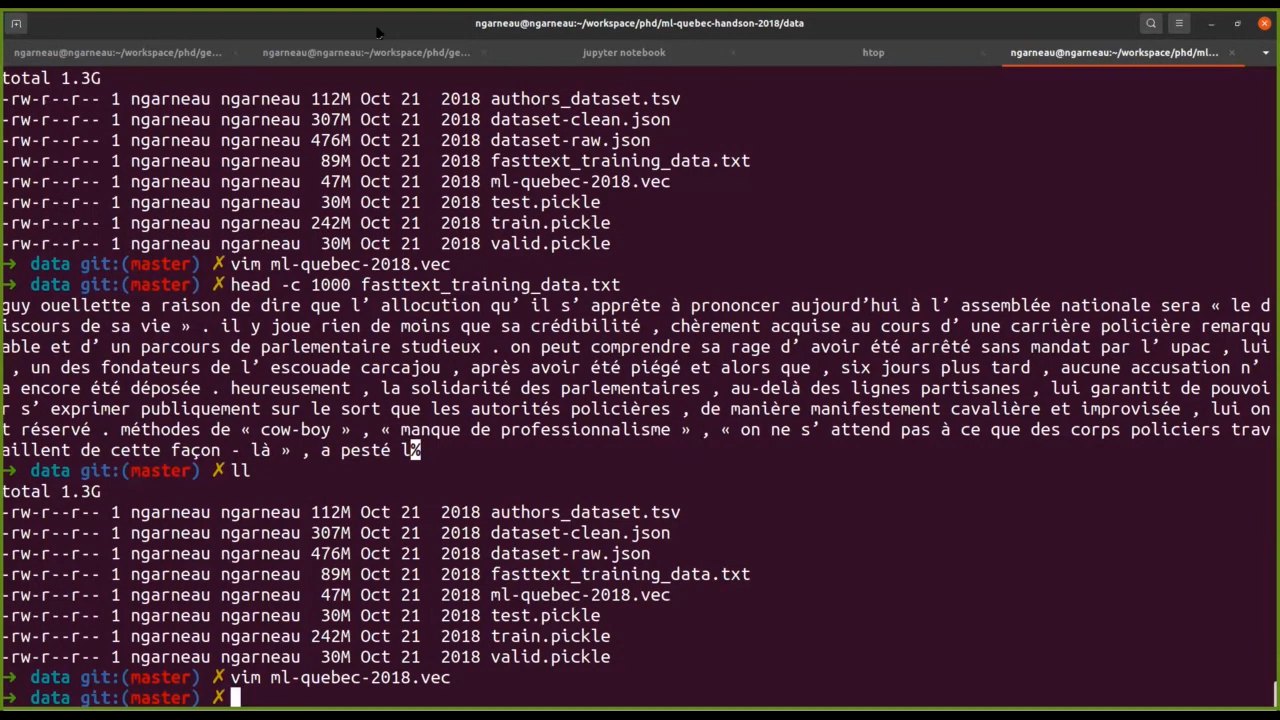 ngarneau@ngarneau:~/workspace/phd/ml-quebec-handson-2018/data
ngarneau@ngarneau:~/workspace/phd/ge... ngarneau@ngarneau:~/workspace/phd/ge... jupyter notebook htop ngarneau@ngarneau:~/workspace/phd/ml...
total 1.3G
-rw-r--r-- 1 ngarneau ngarneau 112M Oct 21  2018 authors_dataset.tsv
-rw-r--r-- 1 ngarneau ngarneau 307M Oct 21  2018 dataset-clean.json
-rw-r--r-- 1 ngarneau ngarneau 476M Oct 21  2018 dataset-raw.json
-rw-r--r-- 1 ngarneau ngarneau  89M Oct 21  2018 fasttext_training_data.txt
-rw-r--r-- 1 ngarneau ngarneau  47M Oct 21  2018 ml-quebec-2018.vec
-rw-r--r-- 1 ngarneau ngarneau  30M Oct 21  2018 test.pickle
-rw-r--r-- 1 ngarneau ngarneau 242M Oct 21  2018 train.pickle
-rw-r--r-- 1 ngarneau ngarneau  30M Oct 21  2018 valid.pickle
→ data git:(master) ✗ vim ml-quebec-2018.vec
→ data git:(master) ✗ head -c 1000 fasttext_training_data.txt
guy ouellette a raison de dire que l’ allocution qu’ il s’ apprête à prononcer aujourd’hui à l’ assemblée nationale sera « le d
iscours de sa vie » . il y joue rien de moins que sa crédibilité , chèrement acquise au cours d’ une carrière policière remarqu
able et d’ un parcours de parlementaire studieux . on peut comprendre sa rage d’ avoir été arrêté sans mandat par l’ upac , lui
, un des fondateurs de l’ escouade carcajou , après avoir été piégé et alors que , six jours plus tard , aucune accusation n’
a encore été déposée . heureusement , la solidarité des parlementaires , au-delà des lignes partisanes , lui garantit de pouvoi
r s’ exprimer publiquement sur le sort que les autorités policières , de manière manifestement cavalière et improvisée , lui on
t réservé . méthodes de « cow-boy » , « manque de professionnalisme » , « on ne s’ attend pas à ce que des corps policiers trav
aillent de cette façon - là » , a pesté l%
→ data git:(master) ✗ ll
total 1.3G
-rw-r--r-- 1 ngarneau ngarneau 112M Oct 21  2018 authors_dataset.tsv
-rw-r--r-- 1 ngarneau ngarneau 307M Oct 21  2018 dataset-clean.json
-rw-r--r-- 1 ngarneau ngarneau 476M Oct 21  2018 dataset-raw.json
-rw-r--r-- 1 ngarneau ngarneau  89M Oct 21  2018 fasttext_training_data.txt
-rw-r--r-- 1 ngarneau ngarneau  47M Oct 21  2018 ml-quebec-2018.vec
-rw-r--r-- 1 ngarneau ngarneau  30M Oct 21  2018 test.pickle
-rw-r--r-- 1 ngarneau ngarneau 242M Oct 21  2018 train.pickle
-rw-r--r-- 1 ngarneau ngarneau  30M Oct 21  2018 valid.pickle
→ data git:(master) ✗ vim ml-quebec-2018.vec
→ data git:(master) ✗